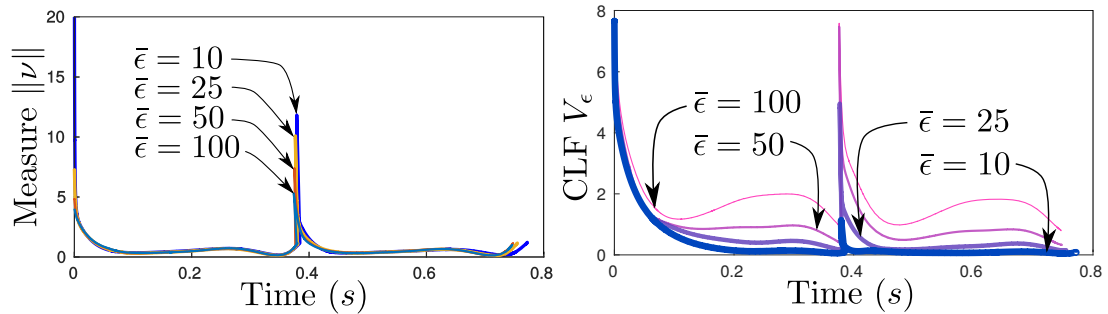 Measure ||ν||
20
15
10
5
0
ε̄ = 10
ε̄ = 25
ε̄ = 50
ε̄ = 100
0 0.2 0.4 0.6 0.8
Time (s)
CLF V_ϵ
8
6
4
2
0
ε̄ = 100
ε̄ = 50
ε̄ = 25
ε̄ = 10
0 0.2 0.4 0.6 0.8
Time (s)